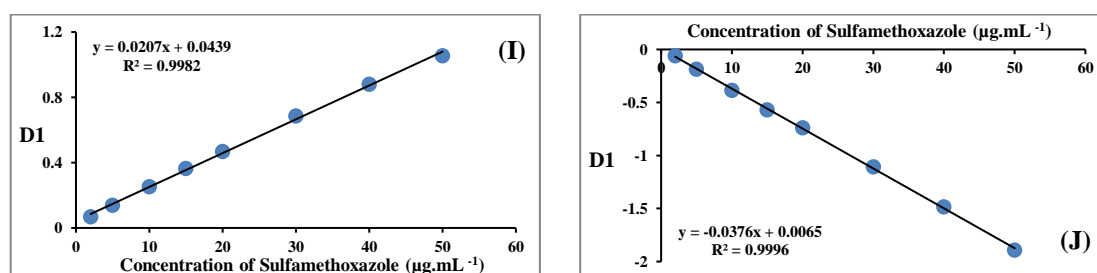 1.2
y = 0.0207x + 0.0439
R² = 0.9982
(I)
0.8
D1
0.4
0
0 10 20 30 40 50 60
Concentration of Sulfamethoxazole (µg.mL⁻¹)
Concentration of Sulfamethoxazole (µg.mL⁻¹)
0
0 10 20 30 40 50 60
-0.5
D1
-1
-1.5
y = -0.0376x + 0.0065
R² = 0.9996
(J)
-2